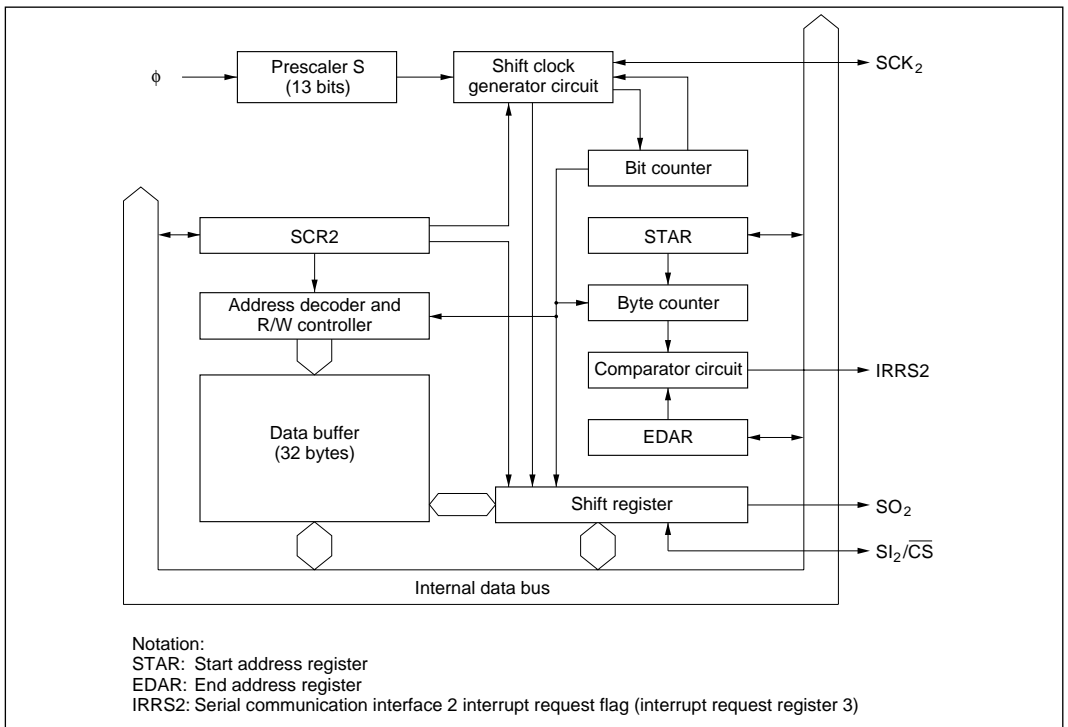 ϕ
Prescaler S
(13 bits)
Shift clock
generator circuit
SCK₂
Bit counter
SCR2
STAR
Address decoder and
R/W controller
Byte counter
Comparator circuit
IRRS2
Data buffer
(32 bytes)
EDAR
Shift register
SO₂
SI₂/C̅S̅
Internal data bus
Notation:
STAR: Start address register
EDAR: End address register
IRRS2: Serial communication interface 2 interrupt request flag (interrupt request register 3)